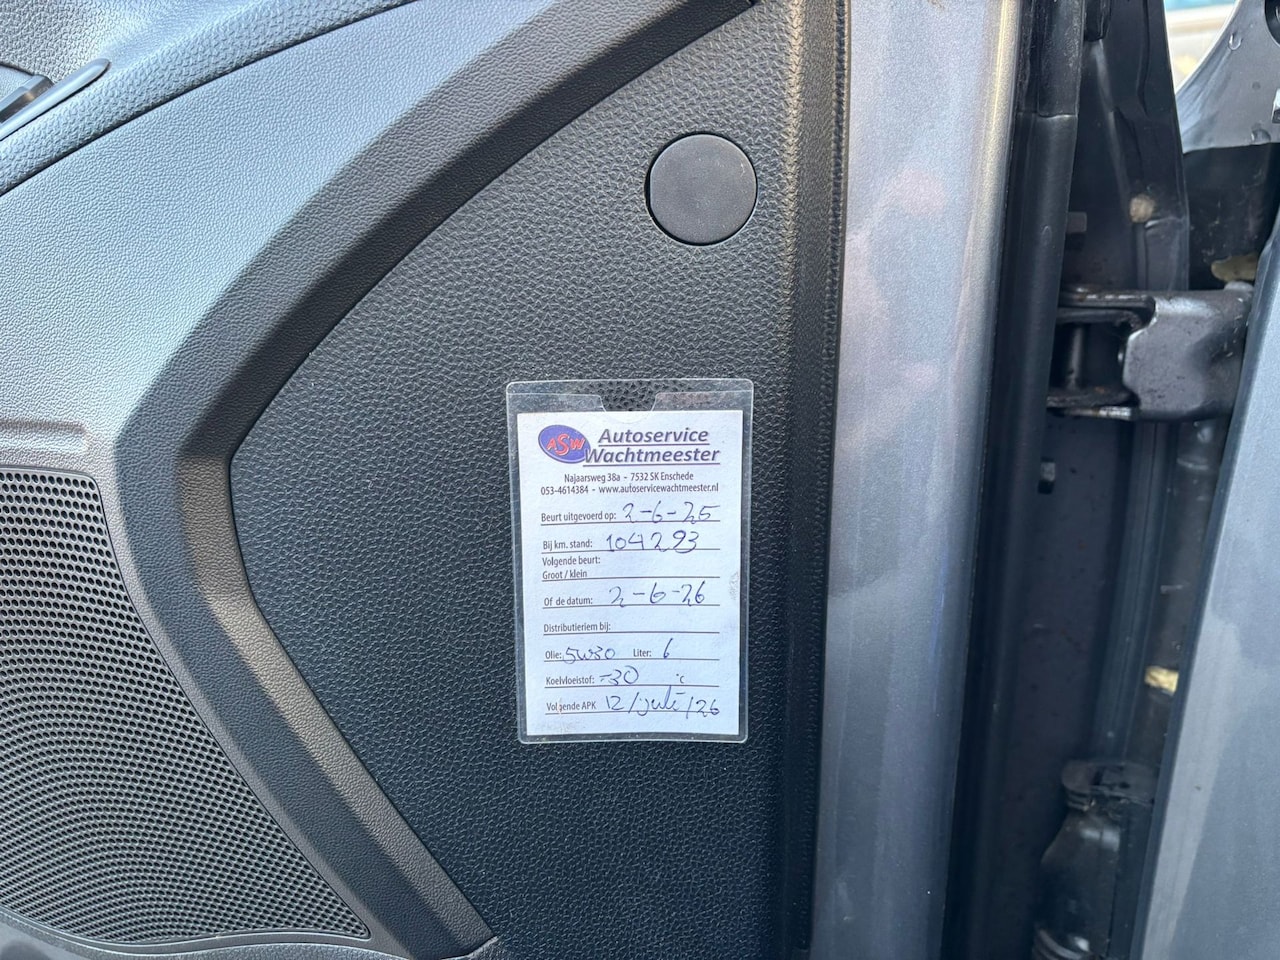 ASW Autoservice
Wachtmeester
Najaarsweg 38a - 7532 SK Enschede
053-4614384 - www.autoservicewachtmeester.nl
Beurt uitgevoerd op: 2-6-25
Bij km. stand: 104293
Volgende beurt:
Groot / klein
Of de datum: 2-6-26
Distributieriem bij:
Olie: 5W30 Liter: 6
Koelvloeistof: -30 °C
Volgende APK 12/juli/26